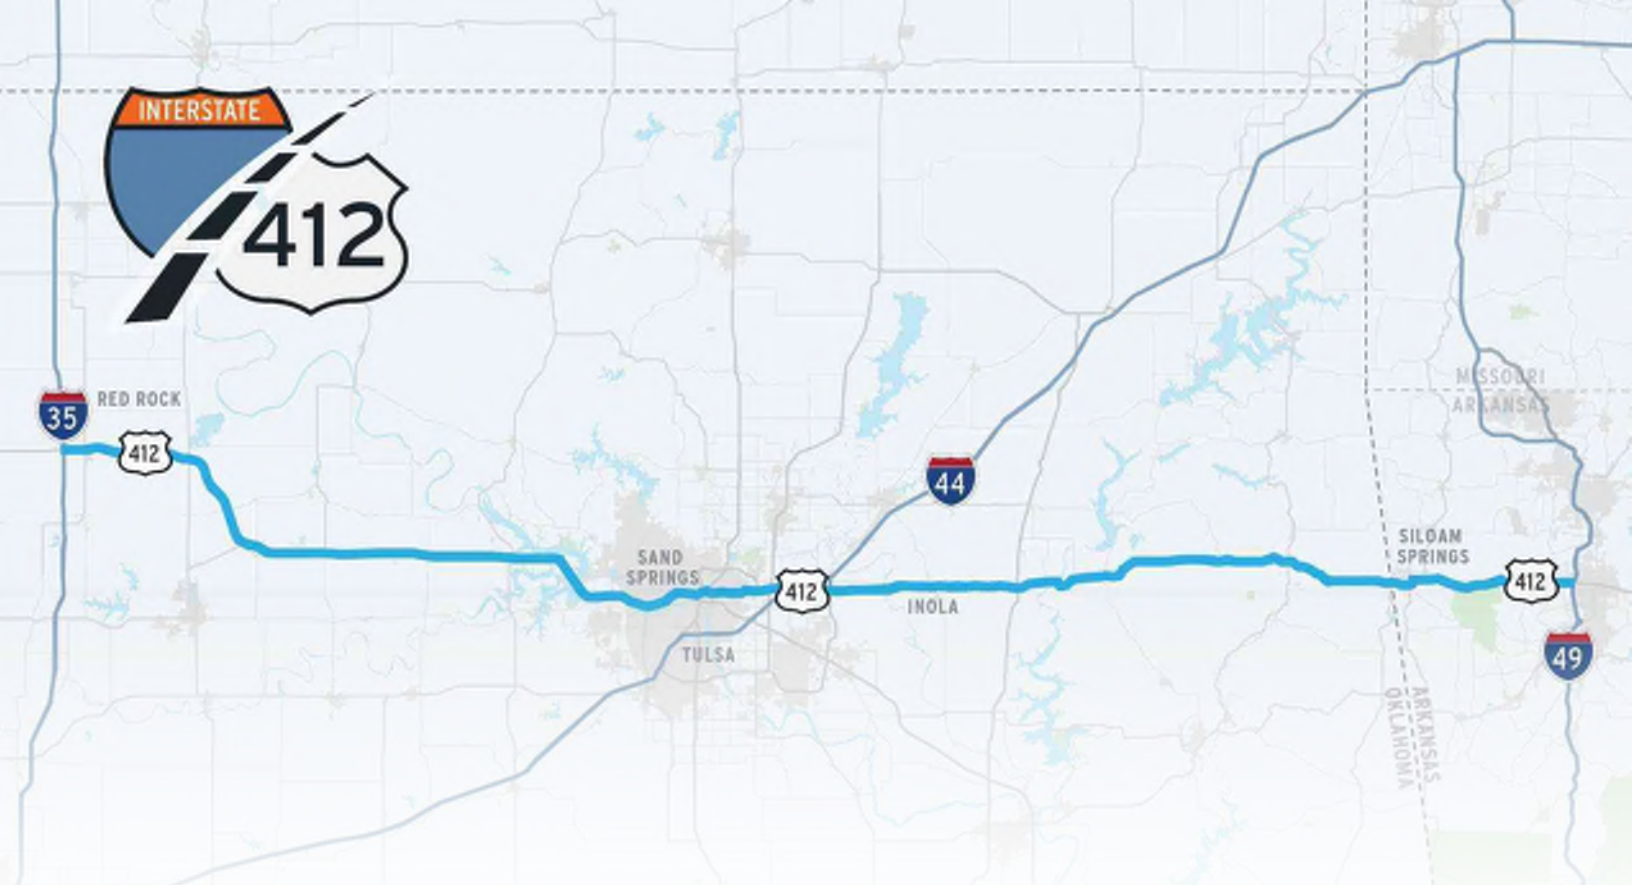 INTERSTATE
412
35
RED ROCK
412
44
MISSOURI
ARKANSAS
SAND
SPRINGS
412
INOLA
SILOAM
SPRINGS
412
TULSA
49
ARKANSAS
OKLAHOMA